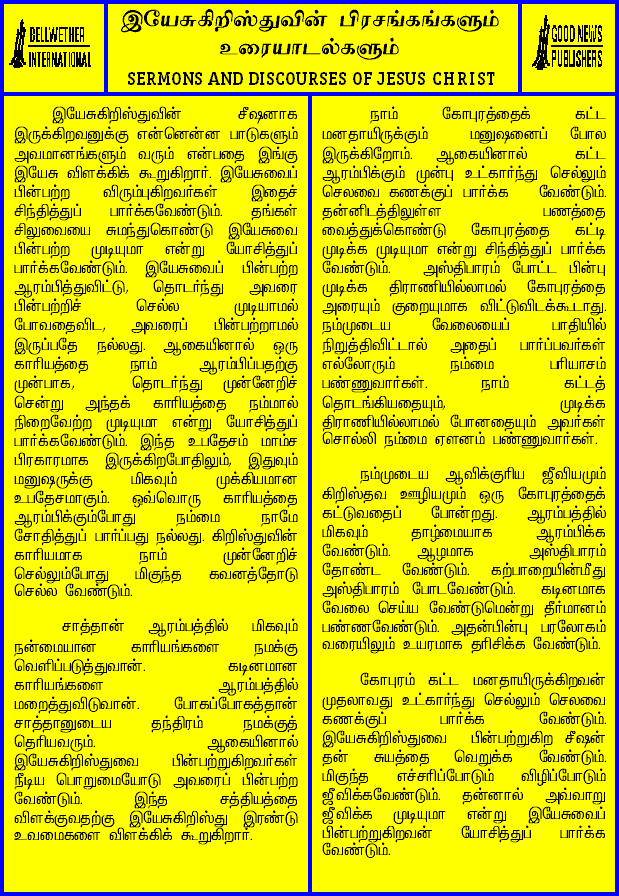 BELLWETHER
INTERNATIONAL
இயேசுகிறிஸ்துவின் பிரசங்கங்களும்
உரையாடல்களும்
SERMONS AND DISCOURSES OF JESUS CHRIST
GOOD NEWS
PUBLISHERS
இயேசுகிறிஸ்துவின் சீஷனாக
இருக்கிறவனுக்கு என்னென்ன பாடுகளும்
அவமானங்களும் வரும் என்பதை இங்கு
இயேசு விளக்கிக் கூறுகிறார். இயேசுவைப்
பின்பற்ற விரும்புகிறவர்கள் இதைச்
சிந்தித்துப் பார்க்கவேண்டும். தங்கள்
சிலுவையை சுமந்துகொண்டு இயேசுவை
பின்பற்ற முடியுமா என்று யோசித்துப்
பார்க்கவேண்டும். இயேசுவைப் பின்பற்ற
ஆரம்பித்துவிட்டு, தொடர்ந்து அவரை
பின்பற்றிச் செல்ல முடியாமல்
போவதைவிட, அவரைப் பின்பற்றாமல்
இருப்பதே நல்லது. ஆகையினால் ஒரு
காரியத்தை நாம் ஆரம்பிப்பதற்கு
முன்பாக, தொடர்ந்து முன்னேறிச்
சென்று அந்தக் காரியத்தை நம்மால்
நிறைவேற்ற முடியுமா என்று யோசித்துப்
பார்க்கவேண்டும். இந்த உபதேசம் மாம்ச
பிரகாரமாக இருக்கிறபோதிலும், இதுவும்
மனுஷருக்கு மிகவும் முக்கியமான
உபதேசமாகும். ஒவ்வொரு காரியத்தை
ஆரம்பிக்கும்போது நம்மை நாமே
சோதித்துப் பார்ப்பது நல்லது. கிறிஸ்துவின்
காரியமாக நாம் முன்னேறிச்
செல்லும்போது மிகுந்த கவனத்தோடு
செல்ல வேண்டும்.
சாத்தான் ஆரம்பத்தில் மிகவும்
நன்மையான காரியங்களை நமக்கு
வெளிப்படுத்துவான். கடினமான
காரியங்களை ஆரம்பத்தில்
மறைத்துவிடுவான். போகப்போகத்தான்
சாத்தானுடைய தந்திரம் நமக்குத்
தெரியவரும். ஆகையினால்
இயேசுகிறிஸ்துவை பின்பற்றுகிறவர்கள்
நீடிய பொறுமையோடு அவரைப் பின்பற்ற
வேண்டும். இந்த சத்தியத்தை
விளக்குவதற்கு இயேசுகிறிஸ்து இரண்டு
உவமைகளை விளக்கிக் கூறுகிறார்.
நாம் கோபுரத்தைக் கட்ட
மனதாயிருக்கும் மனுஷனைப் போல
இருக்கிறோம். ஆகையினால் கட்ட
ஆரம்பிக்கும் முன்பு உட்கார்ந்து செல்லும்
செலவை கணக்குப் பார்க்க வேண்டும்.
தன்னிடத்திலுள்ள பணத்தை
வைத்துக்கொண்டு கோபுரத்தை கட்டி
முடிக்க முடியுமா என்று சிந்தித்துப் பார்க்க
வேண்டும். அஸ்திபாரம் போட்ட பின்பு
முடிக்க திராணியில்லாமல் கோபுரத்தை
அரையும் குறையுமாக விட்டுவிடக்கூடாது.
நம்முடைய வேலையைப் பாதியில்
நிறுத்திவிட்டால் அதைப் பார்ப்பவர்கள்
எல்லோரும் நம்மை பரியாசம்
பண்ணுவார்கள். நாம் கட்டத்
தொடங்கியதையும், முடிக்க
திராணியில்லாமல் போனதையும் அவர்கள்
சொல்லி நம்மை ஏளனம் பண்ணுவார்கள்.
நம்முடைய ஆவிக்குரிய ஜீவியமும்
கிறிஸ்தவ ஊழியமும் ஒரு கோபுரத்தைக்
கட்டுவதைப் போன்றது. ஆரம்பத்தில்
மிகவும் தாழ்மையாக ஆரம்பிக்க
வேண்டும். ஆழமாக அஸ்திபாரம்
தோண்ட வேண்டும். கற்பாறையின்மீது
அஸ்திபாரம் போடவேண்டும். கடினமாக
வேலை செய்ய வேண்டுமென்று தீர்மானம்
பண்ணவேண்டும். அதன்பின்பு பரலோகம்
வரையிலும் உயரமாக தரிசிக்க வேண்டும்.
கோபுரம் கட்ட மனதாயிருக்கிறவன்
முதலாவது உட்கார்ந்து செல்லும் செலவை
கணக்குப் பார்க்க வேண்டும்.
இயேசுகிறிஸ்துவை பின்பற்றுகிற சீஷன்
தன் சுயத்தை வெறுக்க வேண்டும்.
மிகுந்த எச்சரிப்போடும் விழிப்போடும்
ஜீவிக்கவேண்டும். தன்னால் அவ்வாறு
ஜீவிக்க முடியுமா என்று இயேசுவைப்
பின்பற்றுகிறவன் யோசித்துப் பார்க்க
வேண்டும்.